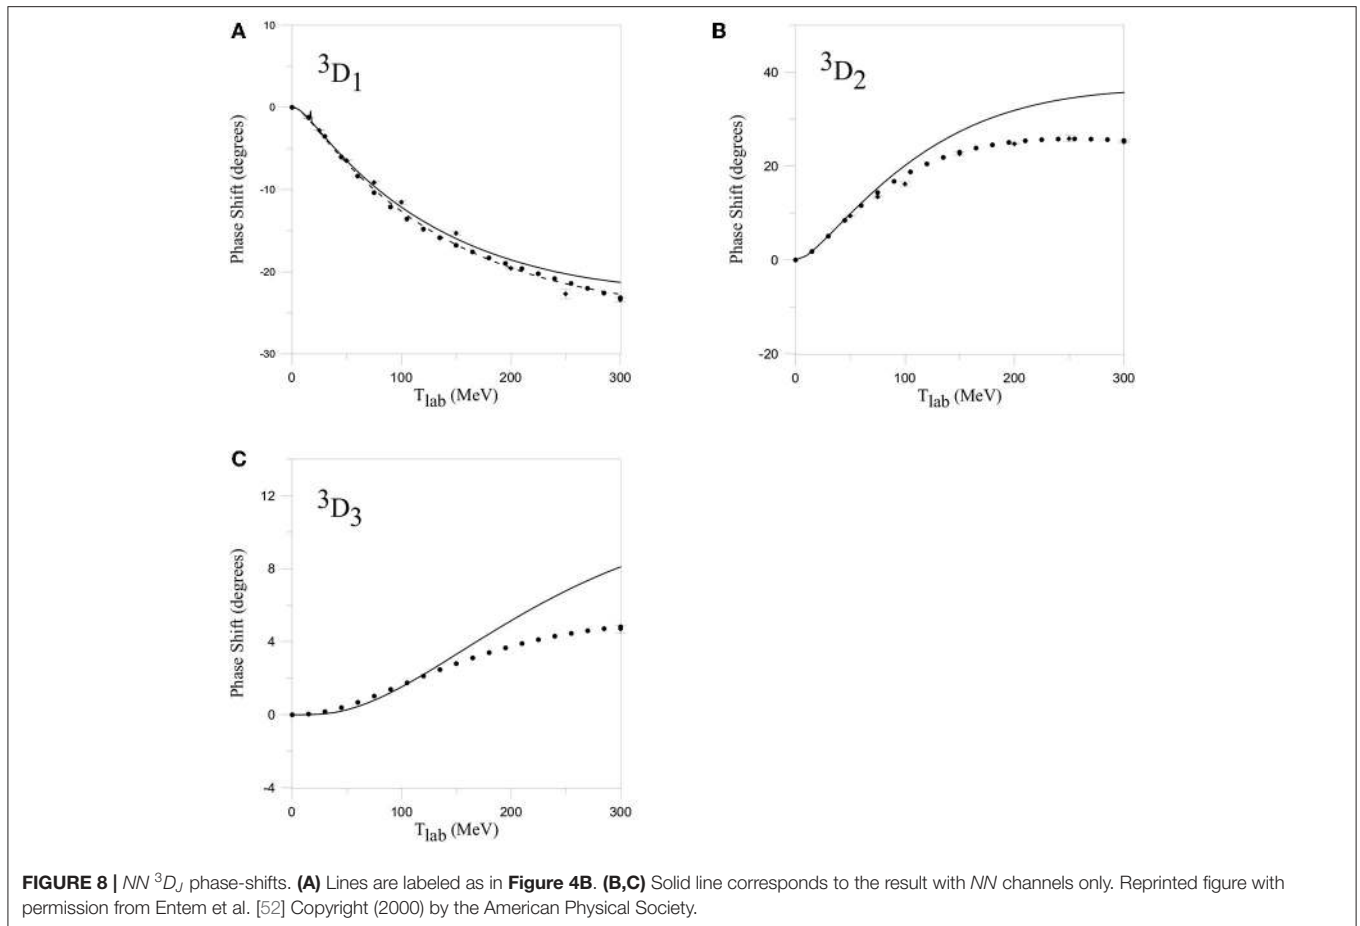 A
10
0
-10
-20
-30
Phase Shift (degrees)
³D₁
0 100 200 300
T_lab (MeV)
B
40
20
0
-20
Phase Shift (degrees)
³D₂
0 100 200 300
T_lab (MeV)
C
12
8
4
0
-4
Phase Shift (degrees)
³D₃
0 100 200 300
T_lab (MeV)
FIGURE 8 | NN ³D_J phase-shifts. (A) Lines are labeled as in Figure 4B. (B,C) Solid line corresponds to the result with NN channels only. Reprinted figure with
permission from Entem et al. [52] Copyright (2000) by the American Physical Society.